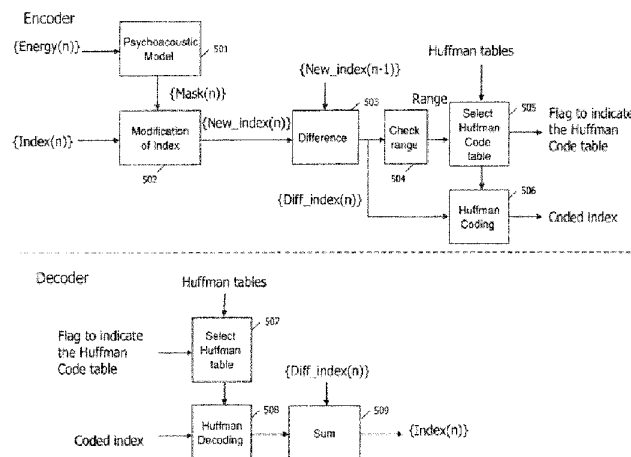 Encoder
{Energy(n)}
Psychoacoustic
Model
501
{Mask(n)}
{Index(n)}
Modification
of Index
502
{New_index(n)}
{New_index(n-1)}
Difference
503
Check
range
504
Range
Huffman tables
Select
Huffman
Code
table
505
Flag to indicate
the Huffman
Code table
{Diff_index(n)}
Huffman
Coding
506
Coded index
Decoder
Huffman tables
Flag to indicate
the Huffman
Code table
Select
Huffman
table
507
{Diff_index(n)}
Coded index
Huffman
Decoding
508
Sum
509
{Index(n)}